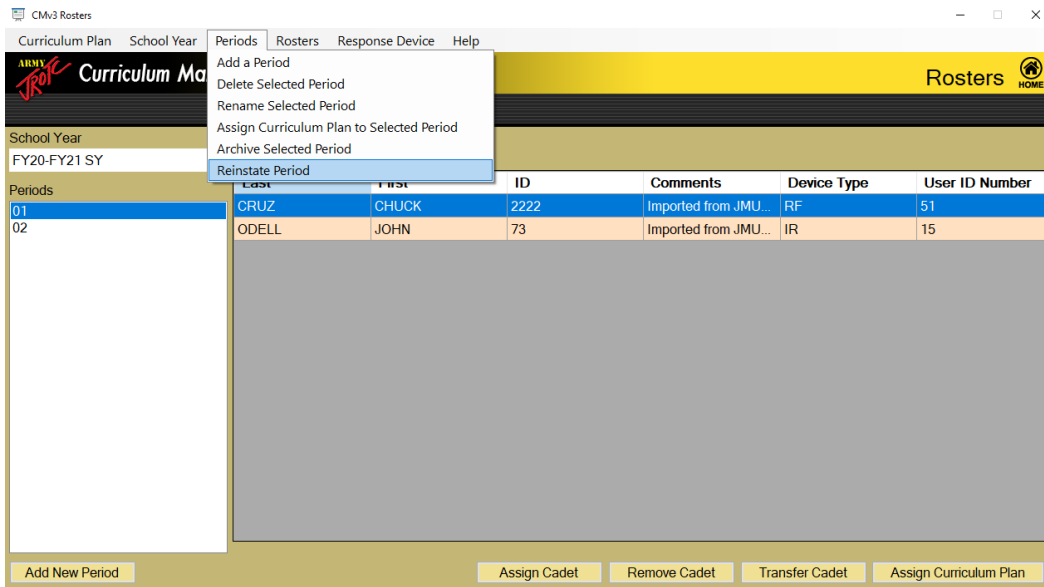 CMv3 Rosters
Curriculum Plan School Year Periods Rosters Response Device Help
ARMY JROTC Curriculum Ma
Rosters HOME
Add a Period
Delete Selected Period
Rename Selected Period
Assign Curriculum Plan to Selected Period
Archive Selected Period
Reinstate Period
School Year
FY20-FY21 SY
Periods
01
02
Last First ID Comments Device Type User ID Number
CRUZ CHUCK 2222 Imported from JMU... RF 51
ODELL JOHN 73 Imported from JMU... IR 15
Add New Period Assign Cadet Remove Cadet Transfer Cadet Assign Curriculum Plan